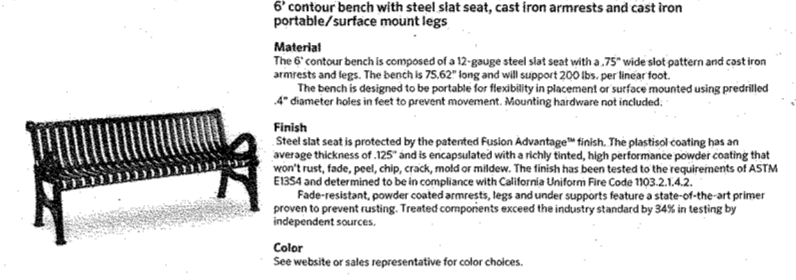 6' contour bench with steel slat seat, cast iron armrests and cast iron
portable/surface mount legs
Material
The 6' contour bench is composed of a 12-gauge steel slat seat with a .75" wide slot pattern and cast iron
armrests and legs. The bench is 75.62" long and will support 200 lbs. per linear foot.
The bench is designed to be portable for flexibility in placement or surface mounted using predrilled
.4" diameter holes in feet to prevent movement. Mounting hardware not included.
Finish
Steel slat seat is protected by the patented Fusion Advantage™ finish. The plastisol coating has an
average thickness of .125" and is encapsulated with a richly tinted, high performance powder coating that
won't rust, fade, peel, chip, crack, mold or mildew. The finish has been tested to the requirements of ASTM
E1354 and determined to be in compliance with California Uniform Fire Code 1103.2.1.4.2.
Fade-resistant, powder coated armrests, legs and under supports feature a state-of-the-art primer
proven to prevent rusting. Treated components exceed the industry standard by 34% in testing by
independent sources.
Color
See website or sales representative for color choices.